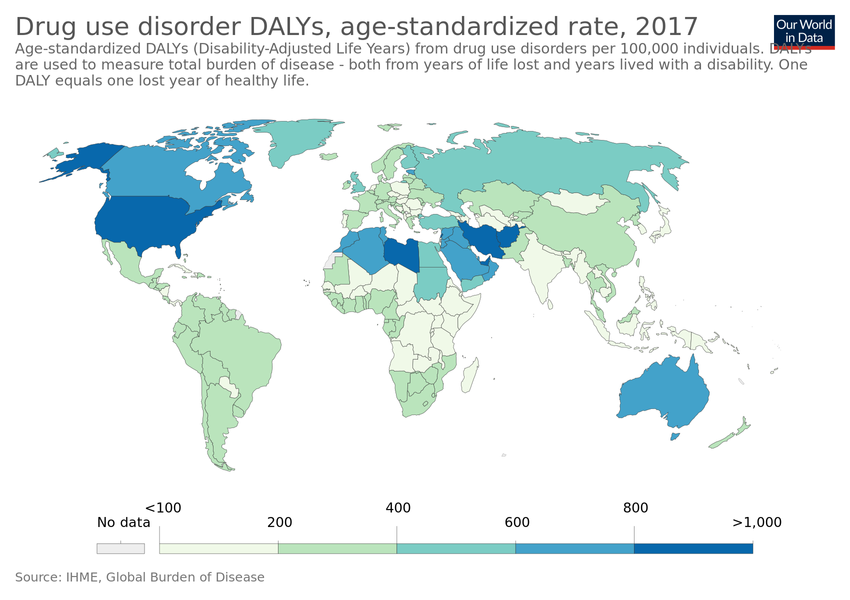 Drug use disorder DALYs, age-standardized rate, 2017
Our World
in Data
Age-standardized DALYs (Disability-Adjusted Life Years) from drug use disorders per 100,000 individuals. DALYs
are used to measure total burden of disease - both from years of life lost and years lived with a disability. One
DALY equals one lost year of healthy life.
<100 400 800
No data 200 600 >1,000
Source: IHME, Global Burden of Disease